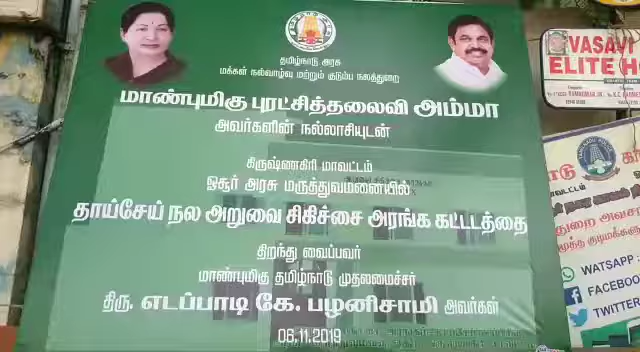 தமிழ்நாடு அரசு
மக்கள் நல்வாழ்வு மற்றும் குடும்ப நலத்துறை
மாண்புமிகு புரட்சித்தலைவி அம்மா
அவர்களின் நல்லாசியுடன்
கிருஷ்ணகிரி மாவட்டம்
ஓசூர் அரசு மருத்துவமனையில்
தாய்சேய் நல அறுவை சிகிச்சை அரங்க கட்டடத்தை
திறந்து வைப்பவர்
மாண்புமிகு தமிழ்நாடு முதலமைச்சர்
திரு. எடப்பாடி கே. பழனிசாமி அவர்கள்
06.11.2019
VASAVI
ELITE
WATSAPP
FACEBOO
TWITTER